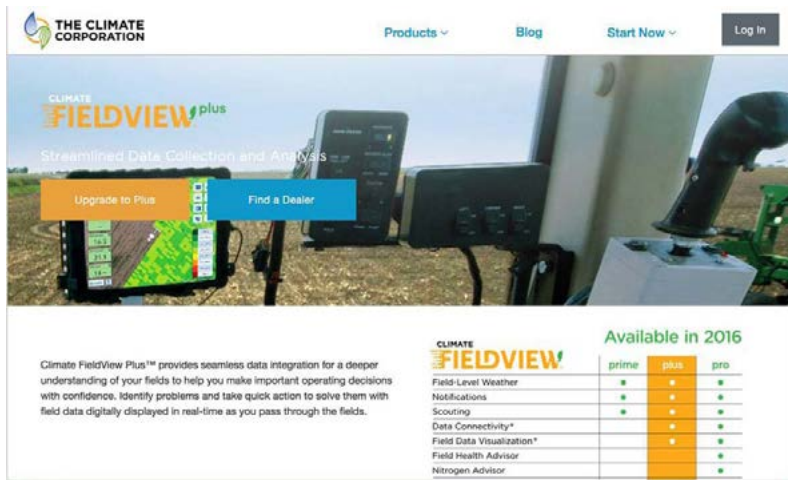 THE CLIMATE
CORPORATION
Products
Blog
Start Now
Log In
CLIMATE
FIELDVIEW plus
Streamlined Data Collection and Analysis
Upgrade to Plus
Find a Dealer
Climate FieldView Plus™ provides seamless data integration for a deeper
understanding of your fields to help you make important operating decisions
with confidence. Identify problems and take quick action to solve them with
field data digitally displayed in real-time as you pass through the fields.
Available in 2016
CLIMATE
FIELDVIEW
prime plus pro
Field-Level Weather
Notifications
Scouting
Data Connectivity*
Field Data Visualization*
Field Health Advisor
Nitrogen Advisor